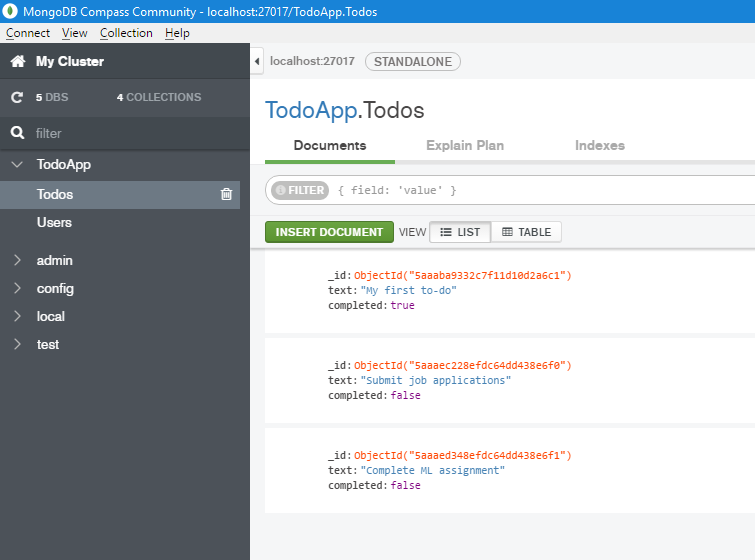 MongoDB Compass Community - localhost:27017/TodoApp.Todos
Connect View Collection Help
My Cluster
5 DBS 4 COLLECTIONS
filter
TodoApp
Todos
Users
admin
config
local
test
localhost:27017 STANDALONE
TodoApp.Todos
Documents Explain Plan Indexes
FILTER { field: 'value' }
INSERT DOCUMENT VIEW LIST TABLE
_id: ObjectId("5aaaba9332c7f11d10d2a6c1")
text: "My first to-do"
completed: true
_id: ObjectId("5aaaec228efdc64dd438e6f0")
text: "Submit job applications"
completed: false
_id: ObjectId("5aaaed348efdc64dd438e6f1")
text: "Complete ML assignment"
completed: false